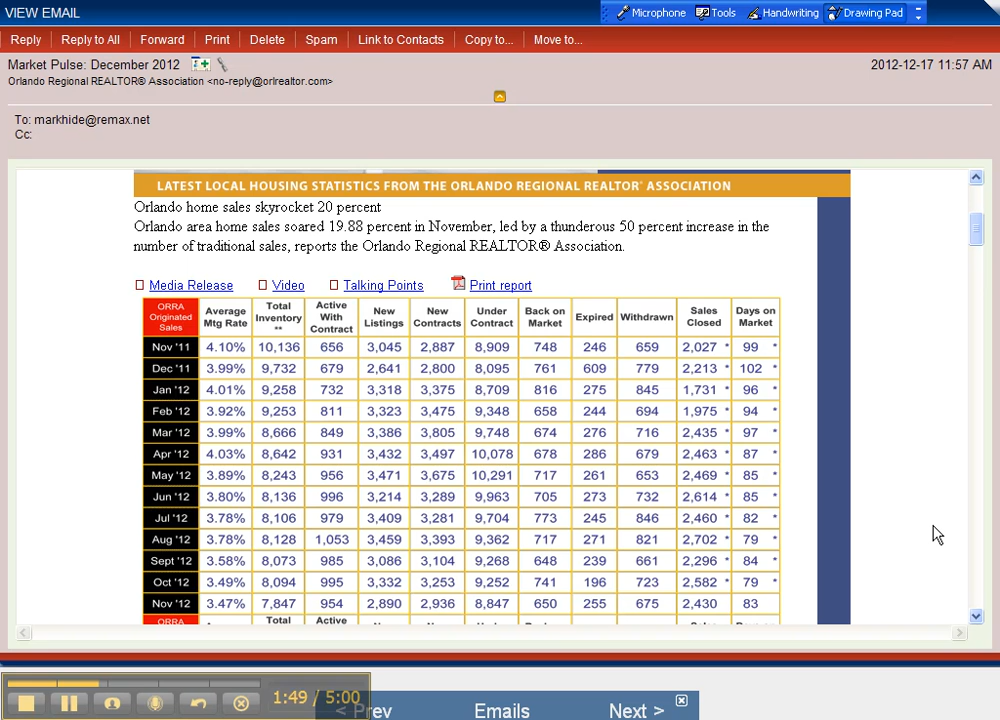 VIEW EMAIL
Microphone Tools Handwriting Drawing Pad
Reply Reply to All Forward Print Delete Spam Link to Contacts Copy to... Move to...
Market Pulse: December 2012 2012-12-17 11:57 AM
Orlando Regional REALTOR® Association <no-reply@orlrealtor.com>
To: markhide@remax.net
Cc:
LATEST LOCAL HOUSING STATISTICS FROM THE ORLANDO REGIONAL REALTOR® ASSOCIATION
Orlando home sales skyrocket 20 percent
Orlando area home sales soared 19.88 percent in November, led by a thunderous 50 percent increase in the
number of traditional sales, reports the Orlando Regional REALTOR® Association.
Media Release Video Talking Points Print report
ORRA Originated Sales Average Mtg Rate Total Inventory ** Active With Contract New Listings New Contracts Under Contract Back on Market Expired Withdrawn Sales Closed Days on Market
Nov '11 4.10% 10,136 656 3,045 2,887 8,909 748 246 659 2,027 * 99 *
Dec '11 3.99% 9,732 679 2,641 2,800 8,095 761 609 779 2,213 * 102 *
Jan '12 4.01% 9,258 732 3,318 3,375 8,709 816 275 845 1,731 * 96 *
Feb '12 3.92% 9,253 811 3,323 3,475 9,348 658 244 694 1,975 * 94 *
Mar '12 3.99% 8,666 849 3,386 3,805 9,748 674 276 716 2,435 * 97 *
Apr '12 4.03% 8,642 931 3,432 3,497 10,078 678 286 679 2,463 * 87 *
May '12 3.89% 8,243 956 3,471 3,675 10,291 717 261 653 2,469 * 85 *
Jun '12 3.80% 8,136 996 3,214 3,289 9,963 705 273 732 2,614 * 85 *
Jul '12 3.78% 8,106 979 3,409 3,281 9,704 773 245 846 2,460 * 82 *
Aug '12 3.78% 8,128 1,053 3,459 3,393 9,362 717 271 821 2,702 * 79 *
Sept '12 3.58% 8,073 985 3,086 3,104 9,268 648 239 661 2,296 * 84 *
Oct '12 3.49% 8,094 995 3,332 3,253 9,252 741 196 723 2,582 * 79 *
Nov '12 3.47% 7,847 954 2,890 2,936 8,847 650 255 675 2,430 83
ORRA Total Active
1:49 / 5:00
< Prev Emails Next >